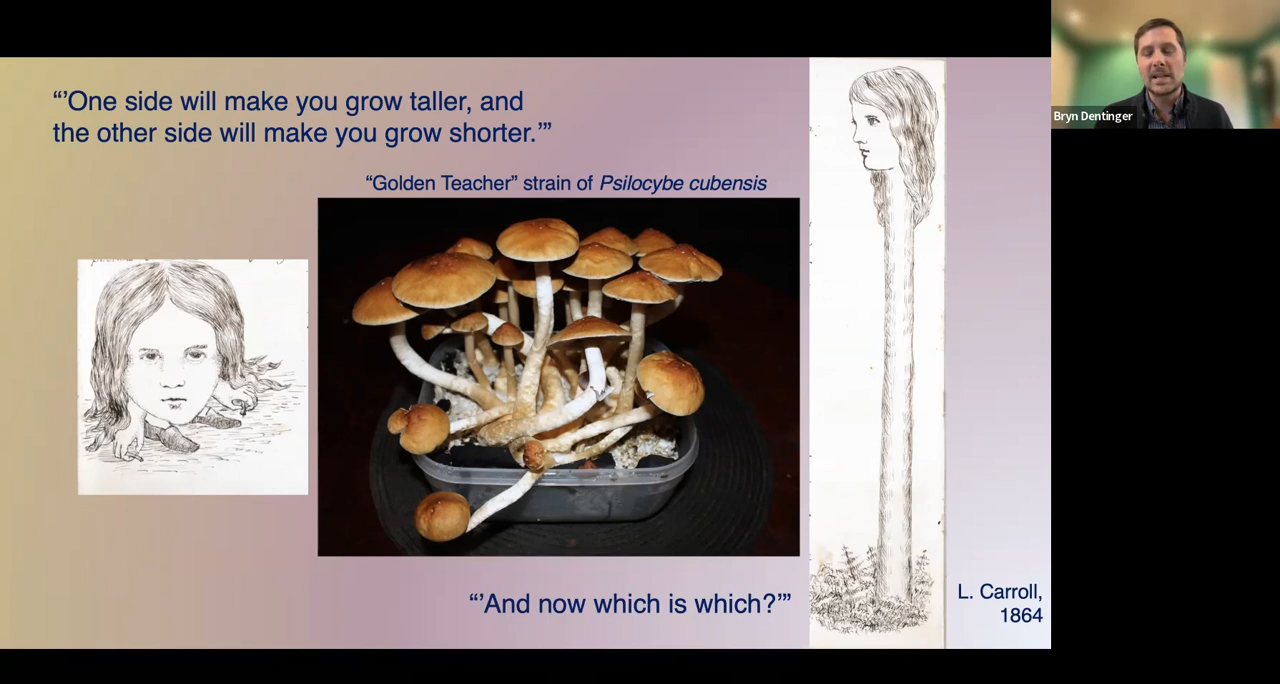 “’One side will make you grow taller, and
the other side will make you grow shorter.’”
“Golden Teacher” strain of Psilocybe cubensis
“’And now which is which?’”
L. Carroll,
1864
Bryn Dentinger